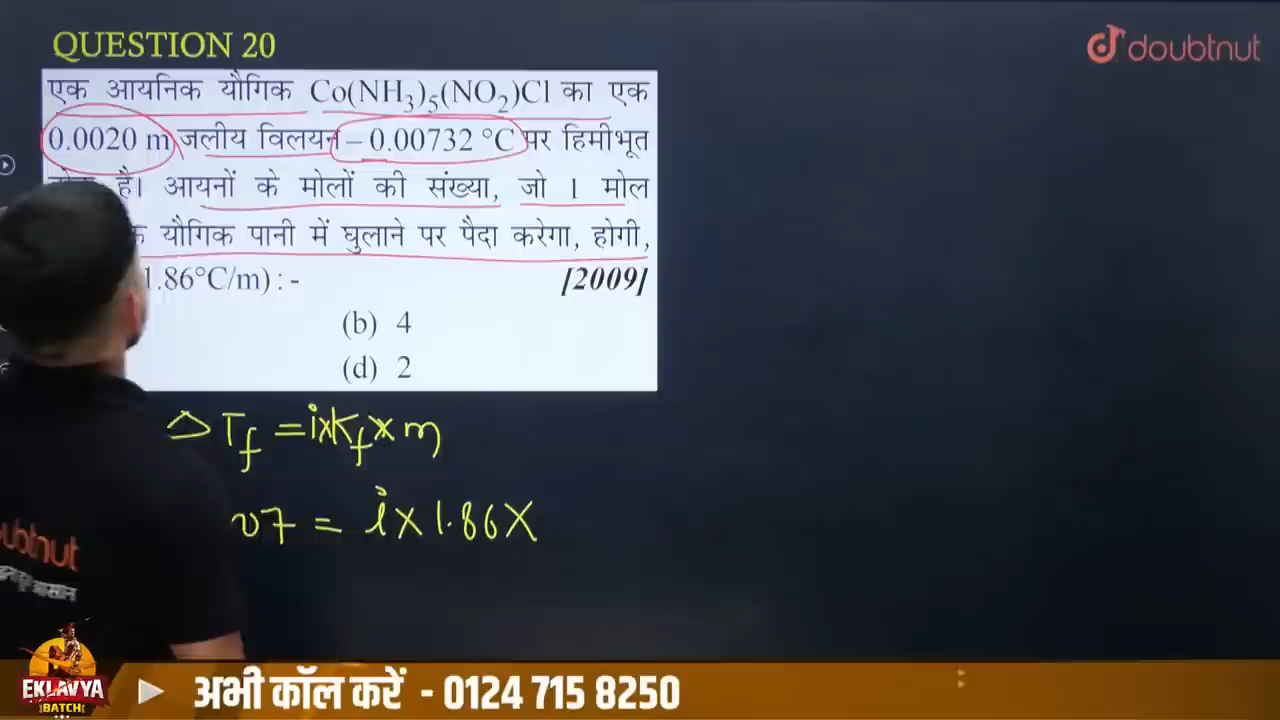 QUESTION 20
doubtnut
एक आयनिक यौगिक Co(NH₃)₅(NO₂)Cl का एक
0.0020 m जलीय विलयन – 0.00732 °C पर हिमीभूत
है। आयनों के मोलों की संख्या, जो 1 मोल
यौगिक पानी में घुलाने पर पैदा करेगा, होगी,
1.86°C/m) : - [2009]
(b) 4
(d) 2
Δ Tf = i×Kf × m
= i × 1.86 ×
EKLAVYA
BATCH
अभी कॉल करें - 0124 715 8250